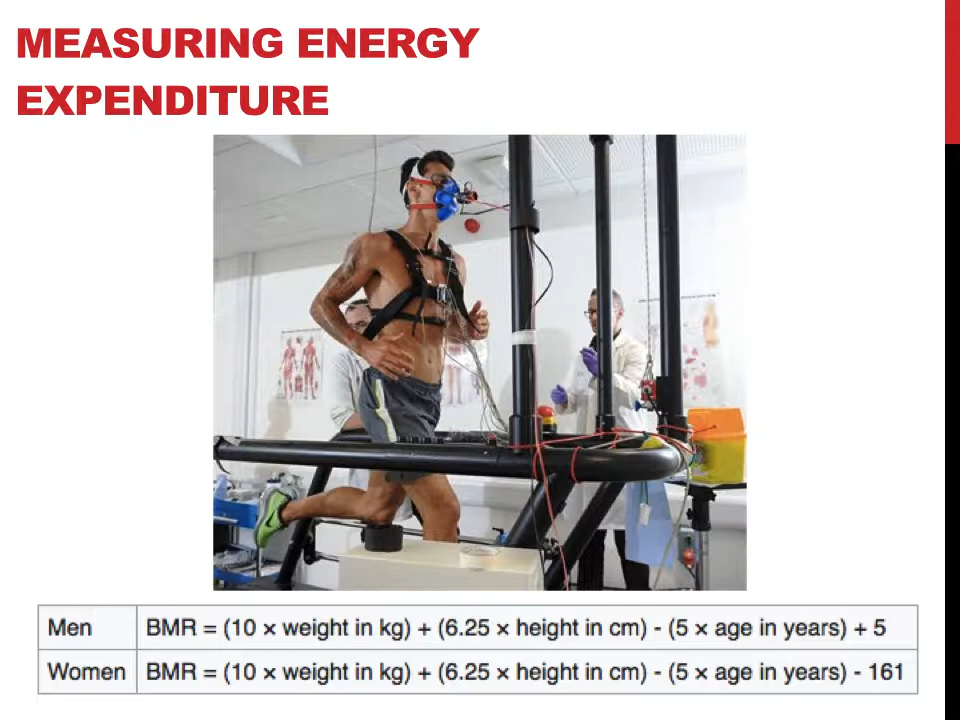 MEASURING ENERGY
EXPENDITURE
Men BMR = (10 × weight in kg) + (6.25 × height in cm) - (5 × age in years) + 5
Women BMR = (10 × weight in kg) + (6.25 × height in cm) - (5 × age in years) - 161